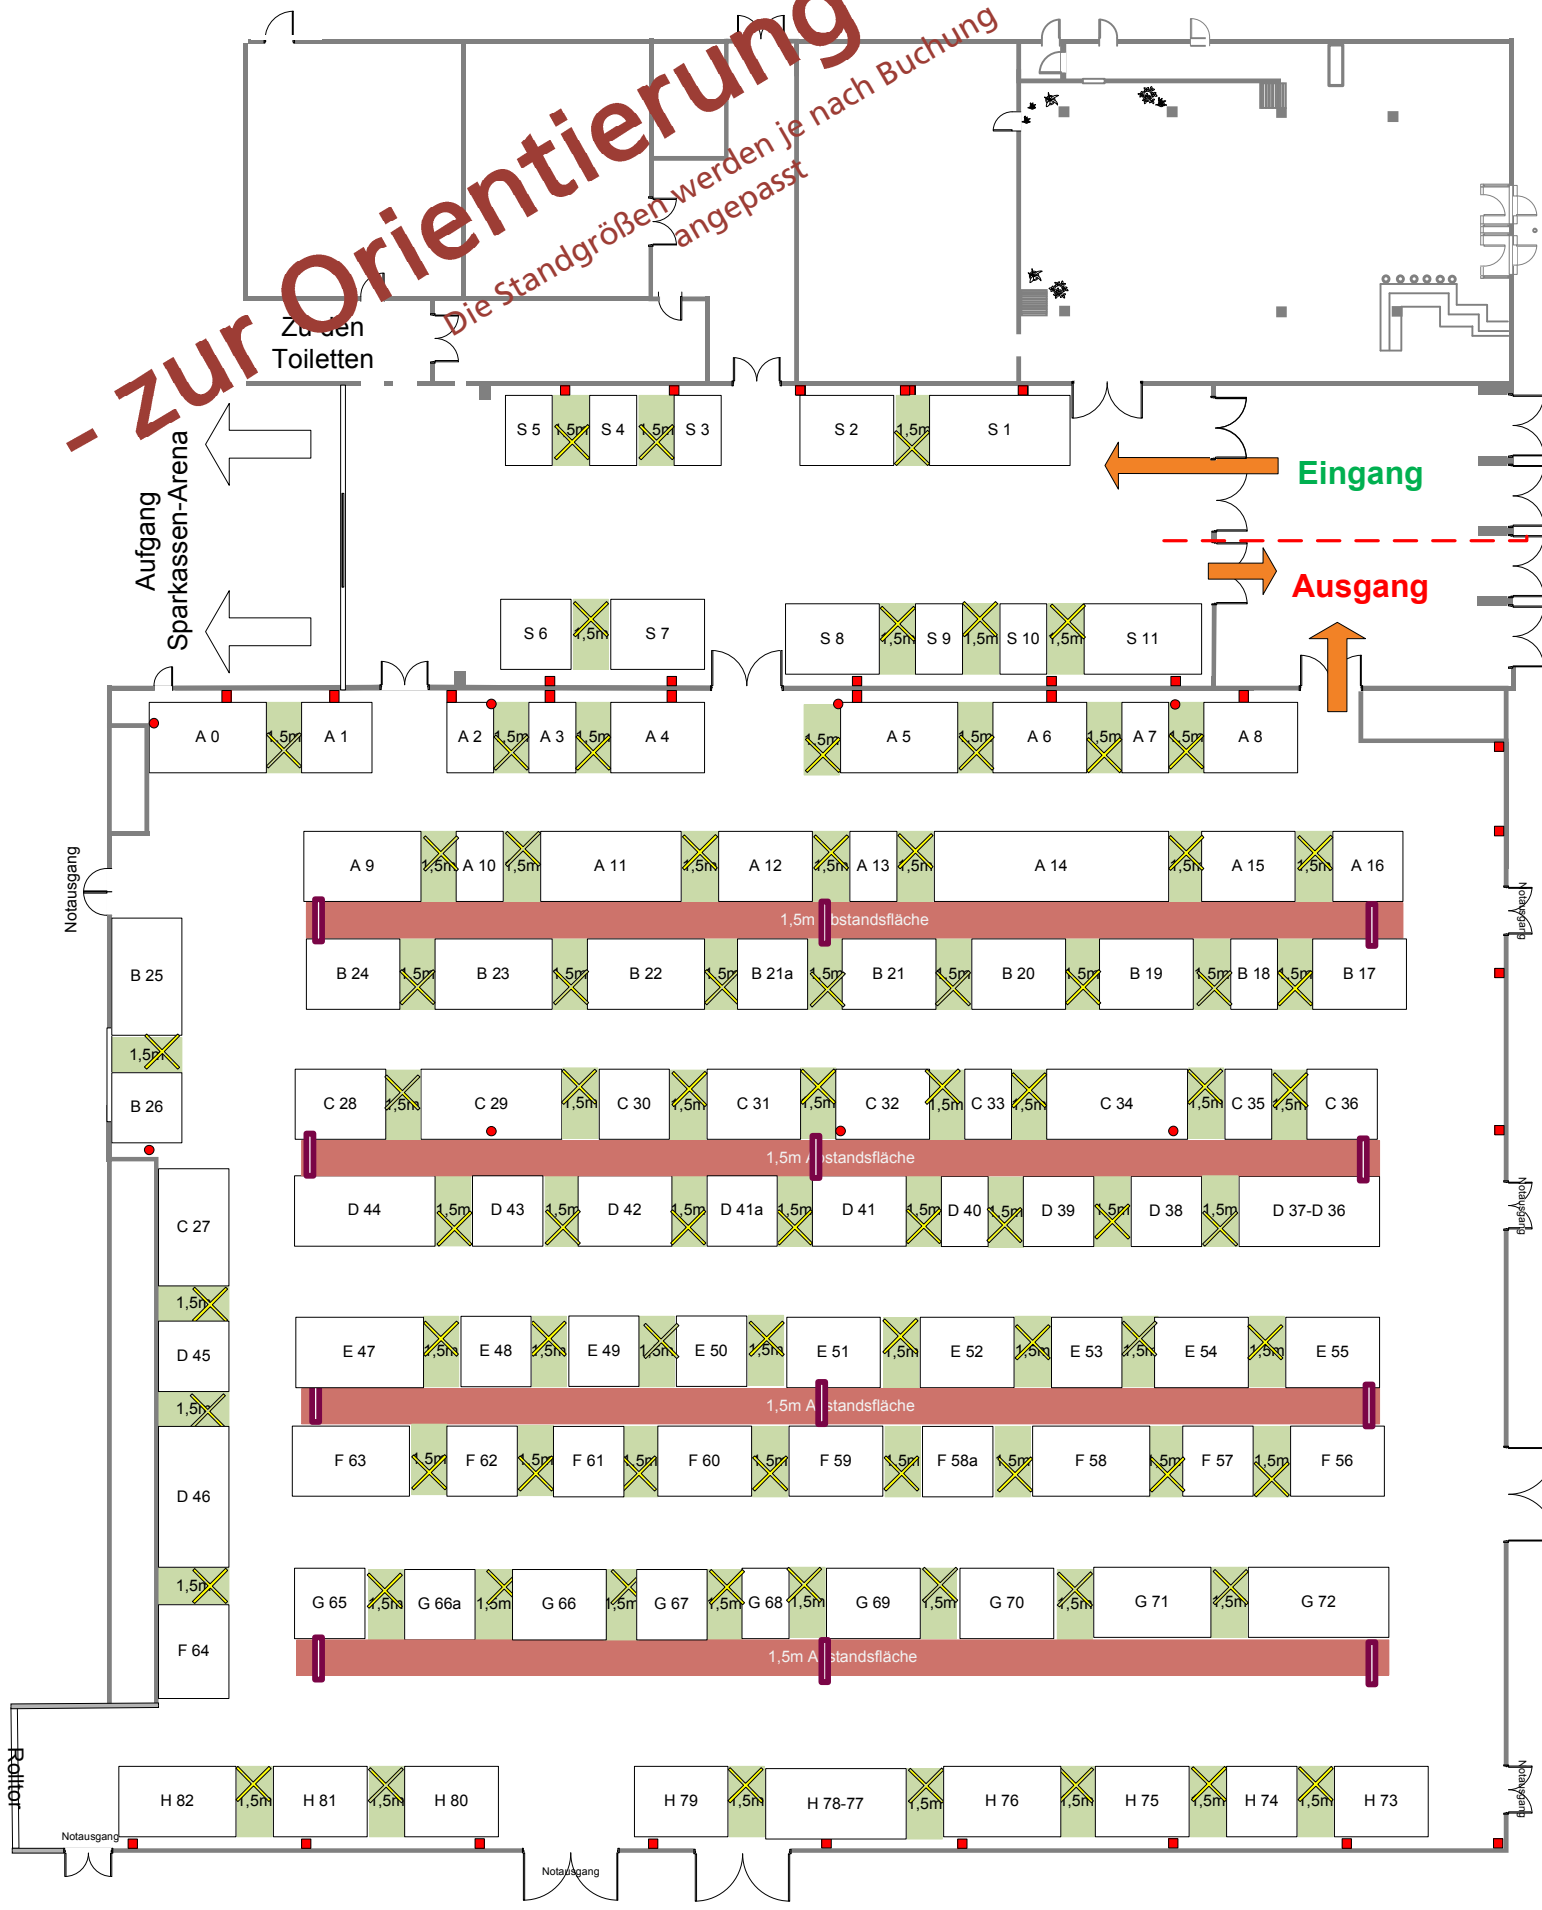 - zur Orientierung
Die Standgrößen werden je nach Buchung
angepasst
Zu den
Toiletten
Aufgang
Sparkassen-Arena
S 5
1,5m
S 4
1,5m
S 3
S 2
1,5m
S 1
Eingang
Ausgang
S 6
1,5m
S 7
S 8
1,5m
S 9
1,5m
S 10
1,5m
S 11
A 0
1,5m
A 1
A 2
1,5m
A 3
1,5m
A 4
1,5m
A 5
1,5m
A 6
1,5m
A 7
1,5m
A 8
Notausgang
A 9
1,5m
A 10
1,5m
A 11
1,5m
A 12
1,5m
A 13
1,5m
A 14
1,5m
A 15
1,5m
A 16
Notausgang
1,5m Abstandsfläche
B 24
1,5m
B 23
1,5m
B 22
1,5m
B 21a
1,5m
B 21
1,5m
B 20
1,5m
B 19
1,5m
B 18
1,5m
B 17
B 25
1,5m
B 26
C 28
1,5m
C 29
1,5m
C 30
1,5m
C 31
1,5m
C 32
1,5m
C 33
1,5m
C 34
1,5m
C 35
1,5m
C 36
1,5m Abstandsfläche
D 44
1,5m
D 43
1,5m
D 42
1,5m
D 41a
1,5m
D 41
1,5m
D 40
1,5m
D 39
1,5m
D 38
1,5m
D 37-D 36
Notausgang
C 27
1,5m
D 45
1,5m
D 46
1,5m
F 64
E 47
1,5m
E 48
1,5m
E 49
1,5m
E 50
1,5m
E 51
1,5m
E 52
1,5m
E 53
1,5m
E 54
1,5m
E 55
1,5m Abstandsfläche
F 63
1,5m
F 62
1,5m
F 61
1,5m
F 60
1,5m
F 59
1,5m
F 58a
1,5m
F 58
1,5m
F 57
1,5m
F 56
G 65
1,5m
G 66a
1,5m
G 66
1,5m
G 67
1,5m
G 68
1,5m
G 69
1,5m
G 70
1,5m
G 71
1,5m
G 72
1,5m Abstandsfläche
Rolltor
H 82
1,5m
H 81
1,5m
H 80
H 79
1,5m
H 78-77
1,5m
H 76
1,5m
H 75
1,5m
H 74
1,5m
H 73
Notausgang
Notausgang
Notausgang